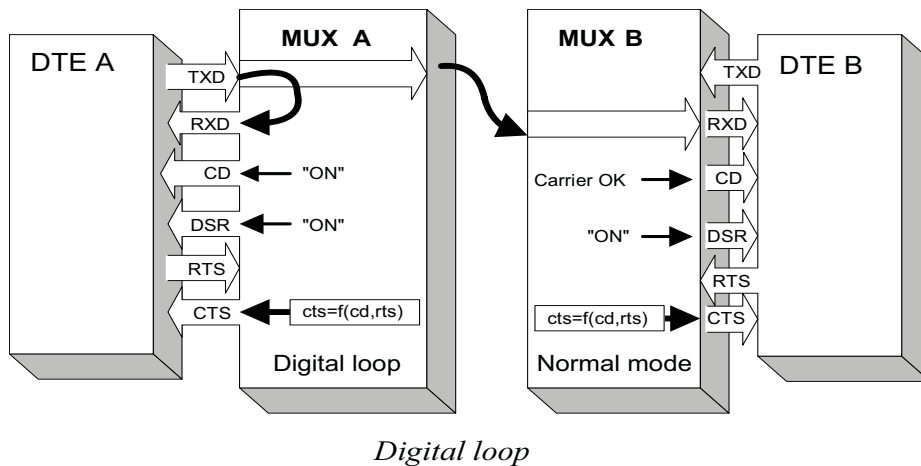 DTE A
MUX A
MUX B
DTE B
TXD
TXD
RXD
RXD
CD
"ON"
Carrier OK
CD
DSR
"ON"
"ON"
DSR
RTS
RTS
CTS
cts=f(cd,rts)
cts=f(cd,rts)
CTS
Digital loop
Normal mode
Digital loop